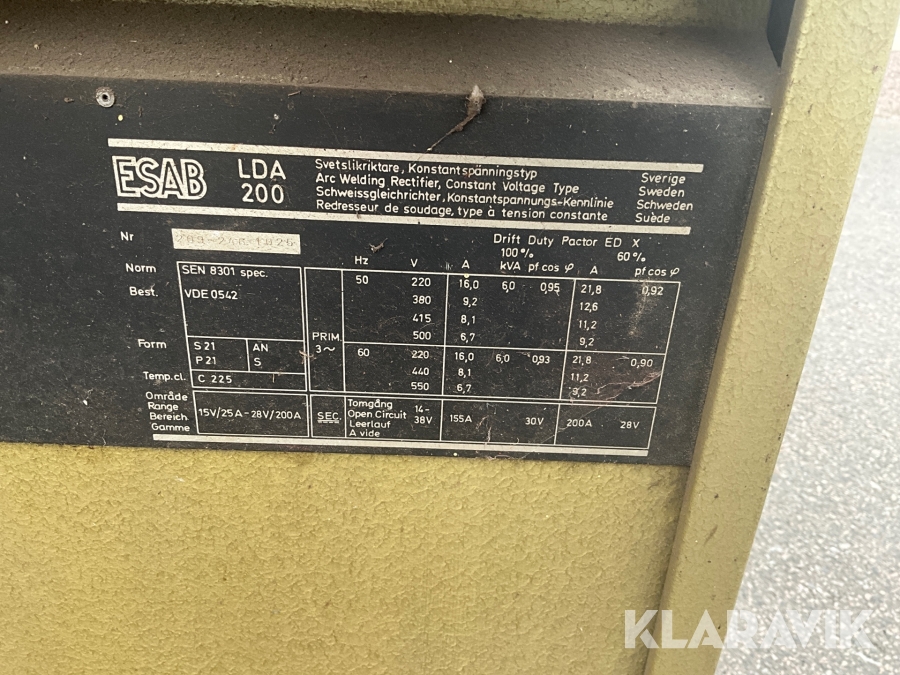 ESAB LDA 200
Svetslikriktare, Konstantspänningstyp Sverige
Arc Welding Rectifier, Constant Voltage Type Sweden
Schweissgleichrichter, Konstantspannungs-Kennlinie Schweden
Redresseur de soudage, type à tension constante Suède
Nr
Drift Duty Factor ED X
100% 60%
Hz V A kVA pf cos φ A pf cos φ
Norm SEN 8301 spec.
Best. VDE 0542
Form S 21 AN
P 21 S
Temp.cl. C 225
PRIM. 3~
50 220 16,0 6,0 0,95 21,8 0,92
380 9,2 12,6
415 8,1 11,2
500 6,7 9,2
60 220 16,0 6,0 0,93 21,8 0,90
440 8,1 11,2
550 6,7 9,2
Område
Range
Bereich
Gamme
15V/25A - 28V/200A
SEC.
Tomgång
Open Circuit
Leerlauf
A vide
14-
38V
155A 30V 200A 28V
KLARAVIK